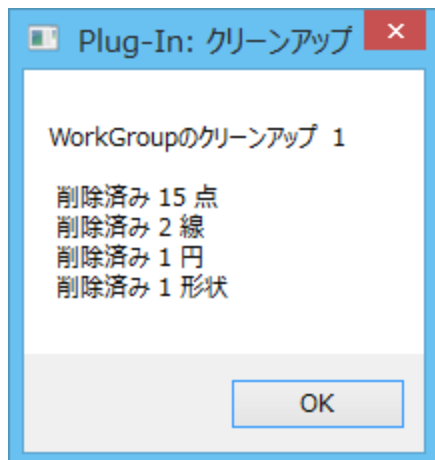 Plug-In: クリーンアップ
WorkGroupのクリーンアップ 1
削除済み 15 点
削除済み 2 線
削除済み 1 円
削除済み 1 形状
OK